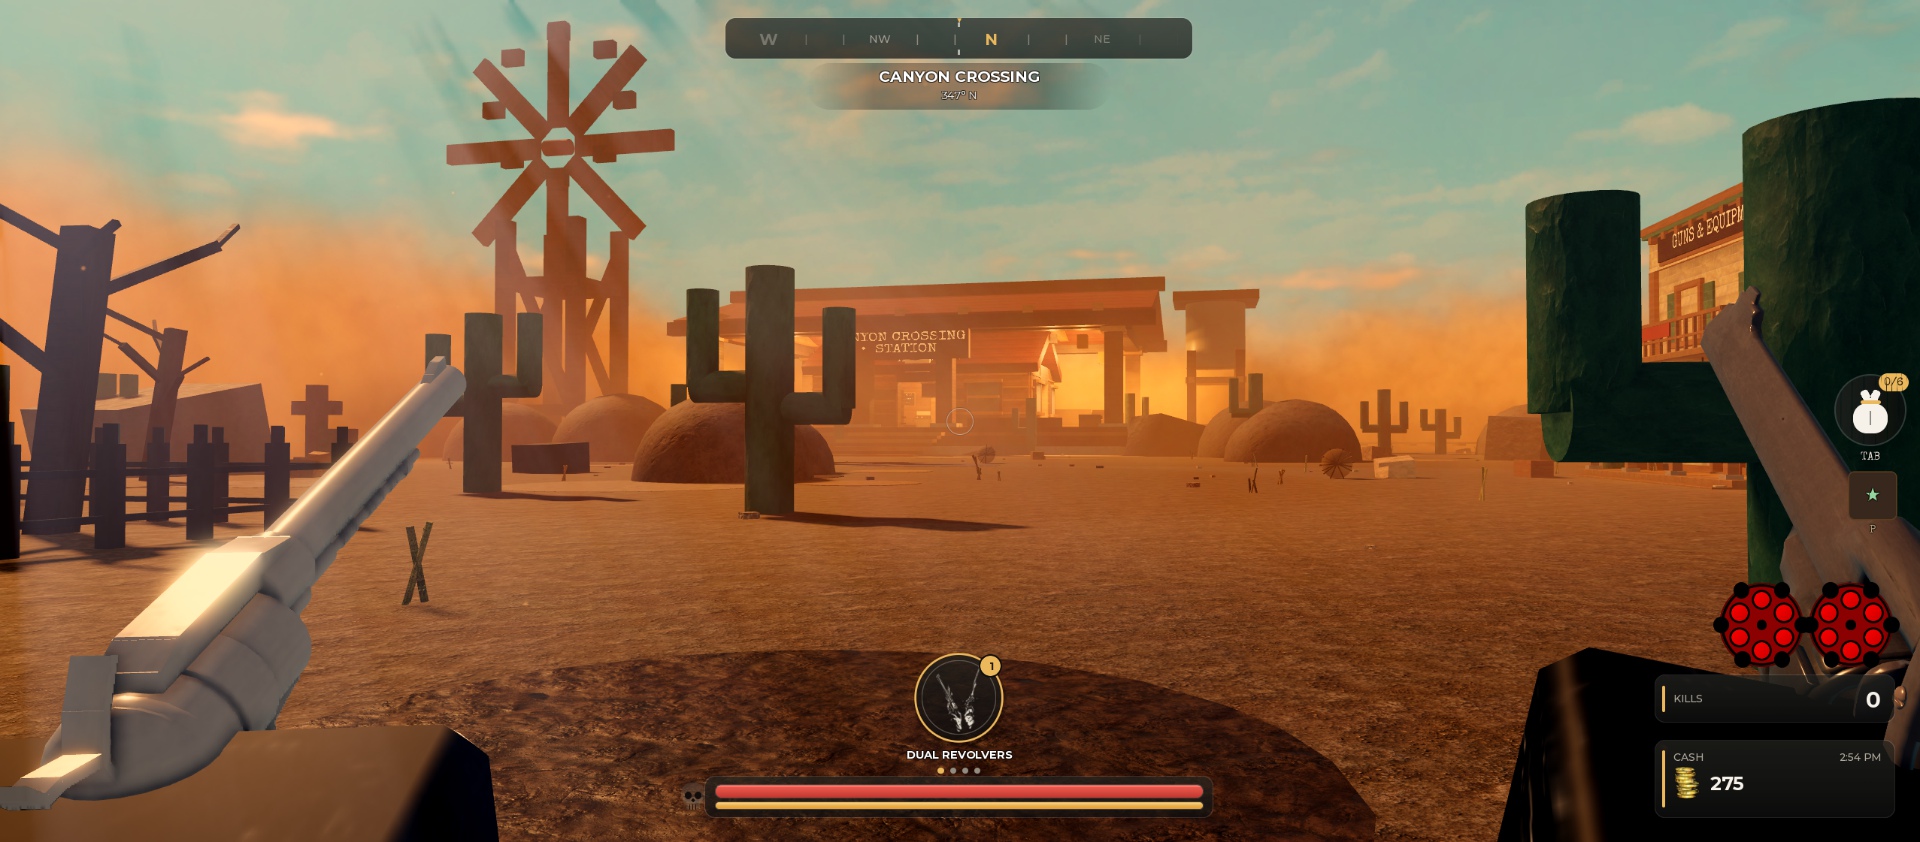 W NW N NE
CANYON CROSSING
347° N
GUNS & EQUIPM
NYON CROSSING
• STATION
0/6
TAB
P
1
DUAL REVOLVERS
KILLS 0
CASH 2:54 PM
275